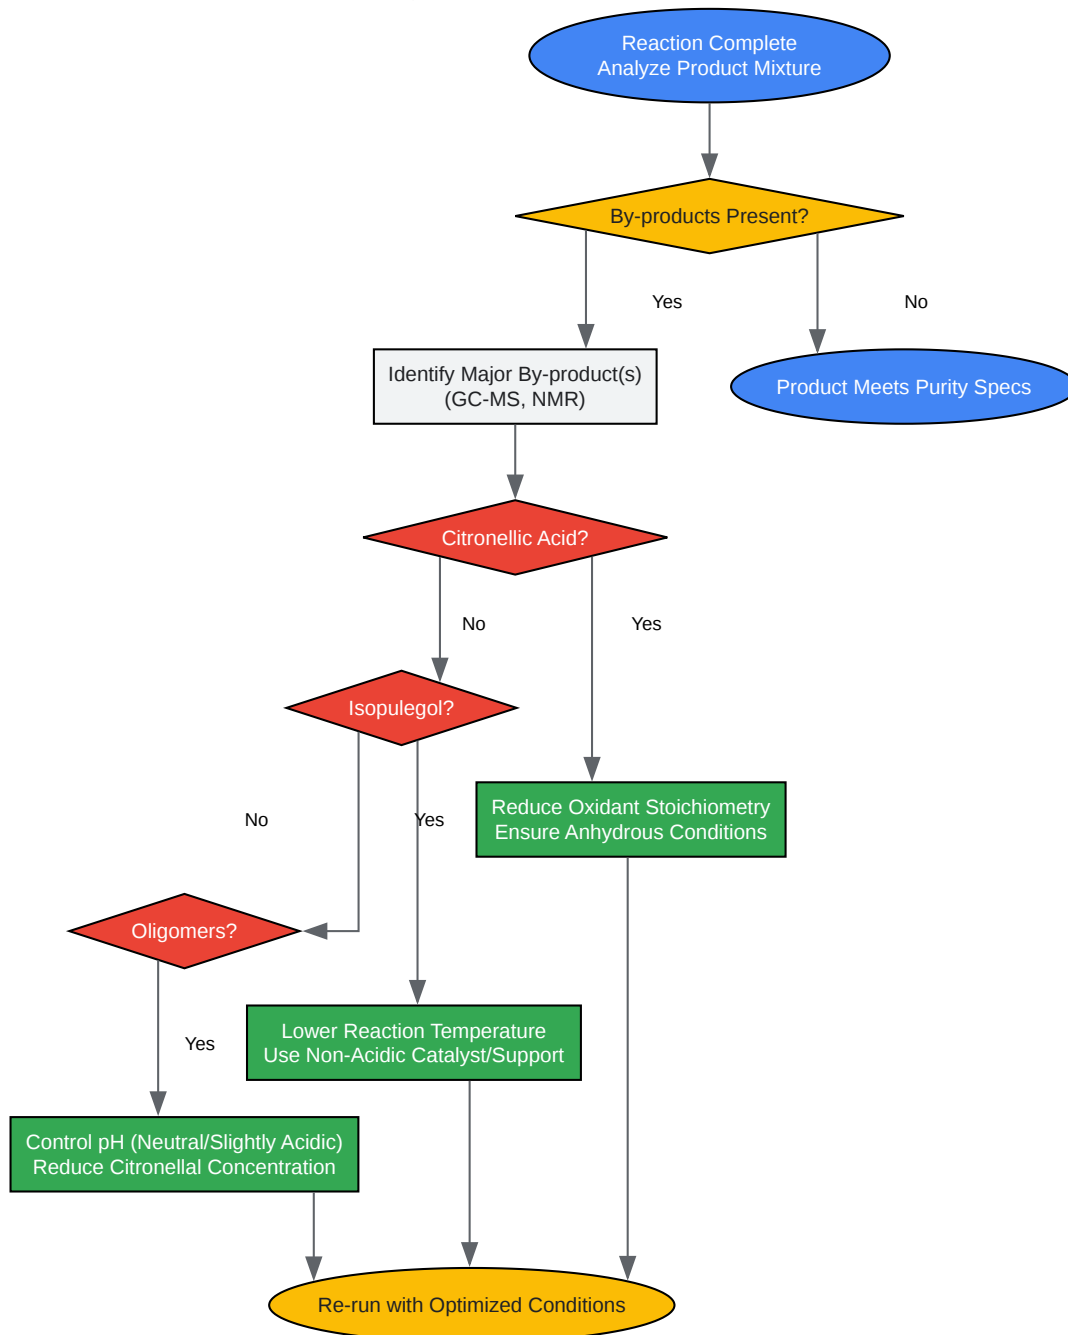 Reaction Complete
Analyze Product Mixture
By-products Present?
Yes
No
Identify Major By-product(s)
(GC-MS, NMR)
Product Meets Purity Specs
Citronellic Acid?
No
Yes
Isopulegol?
No
Yes
Reduce Oxidant Stoichiometry
Ensure Anhydrous Conditions
Oligomers?
Yes
Lower Reaction Temperature
Use Non-Acidic Catalyst/Support
Control pH (Neutral/Slightly Acidic)
Reduce Citronellal Concentration
Re-run with Optimized Conditions